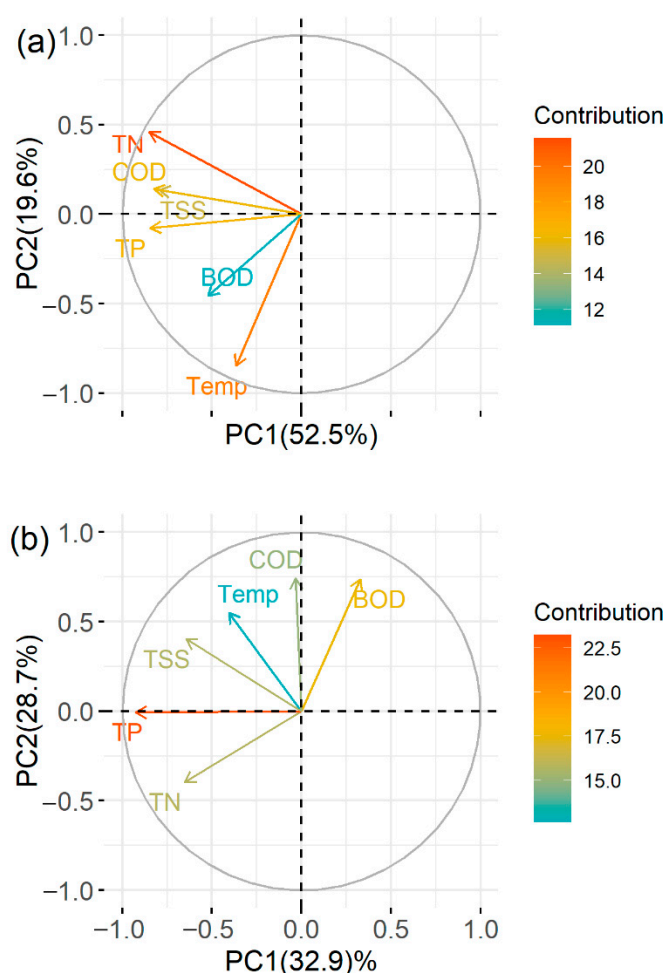 (a)
1.0
0.5
0.0
−0.5
−1.0
PC2(19.6%)
TN
COD
TSS
TP
BOD
Temp
PC1(52.5%)
Contribution
20
18
16
14
12
(b)
1.0
0.5
0.0
−0.5
−1.0
PC2(28.7%)
COD
Temp
BOD
TSS
TP
TN
−1.0 −0.5 0.0 0.5 1.0
PC1(32.9)%
Contribution
22.5
20.0
17.5
15.0